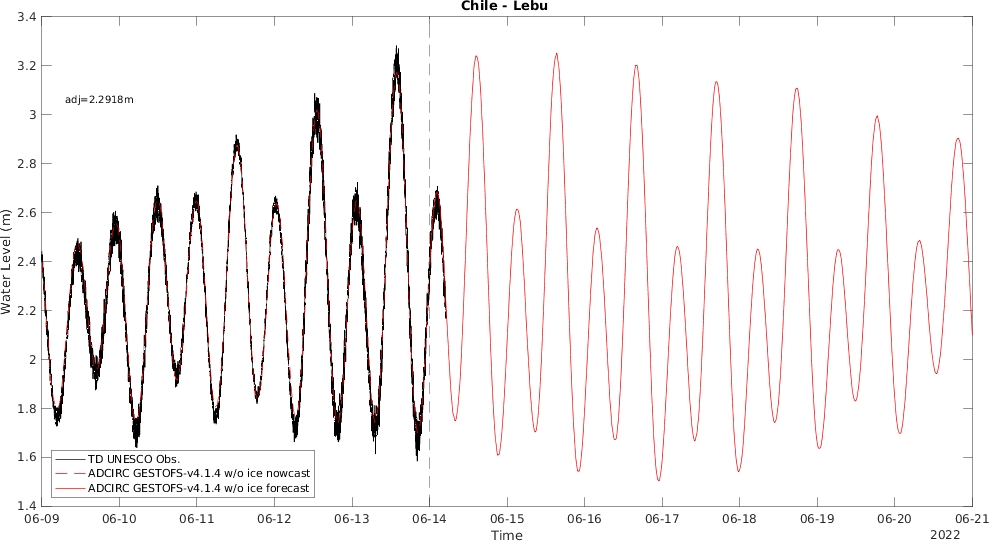 Chile - Lebu
3.4
3.2
3
2.8
2.6
2.4
2.2
2
1.8
1.6
1.4
Water Level (m)
adj=2.2918m
TD UNESCO Obs.
ADCIRC GESTOFS-v4.1.4 w/o ice nowcast
ADCIRC GESTOFS-v4.1.4 w/o ice forecast
06-09 06-10 06-11 06-12 06-13 06-14 06-15 06-16 06-17 06-18 06-19 06-20 06-21
Time
2022